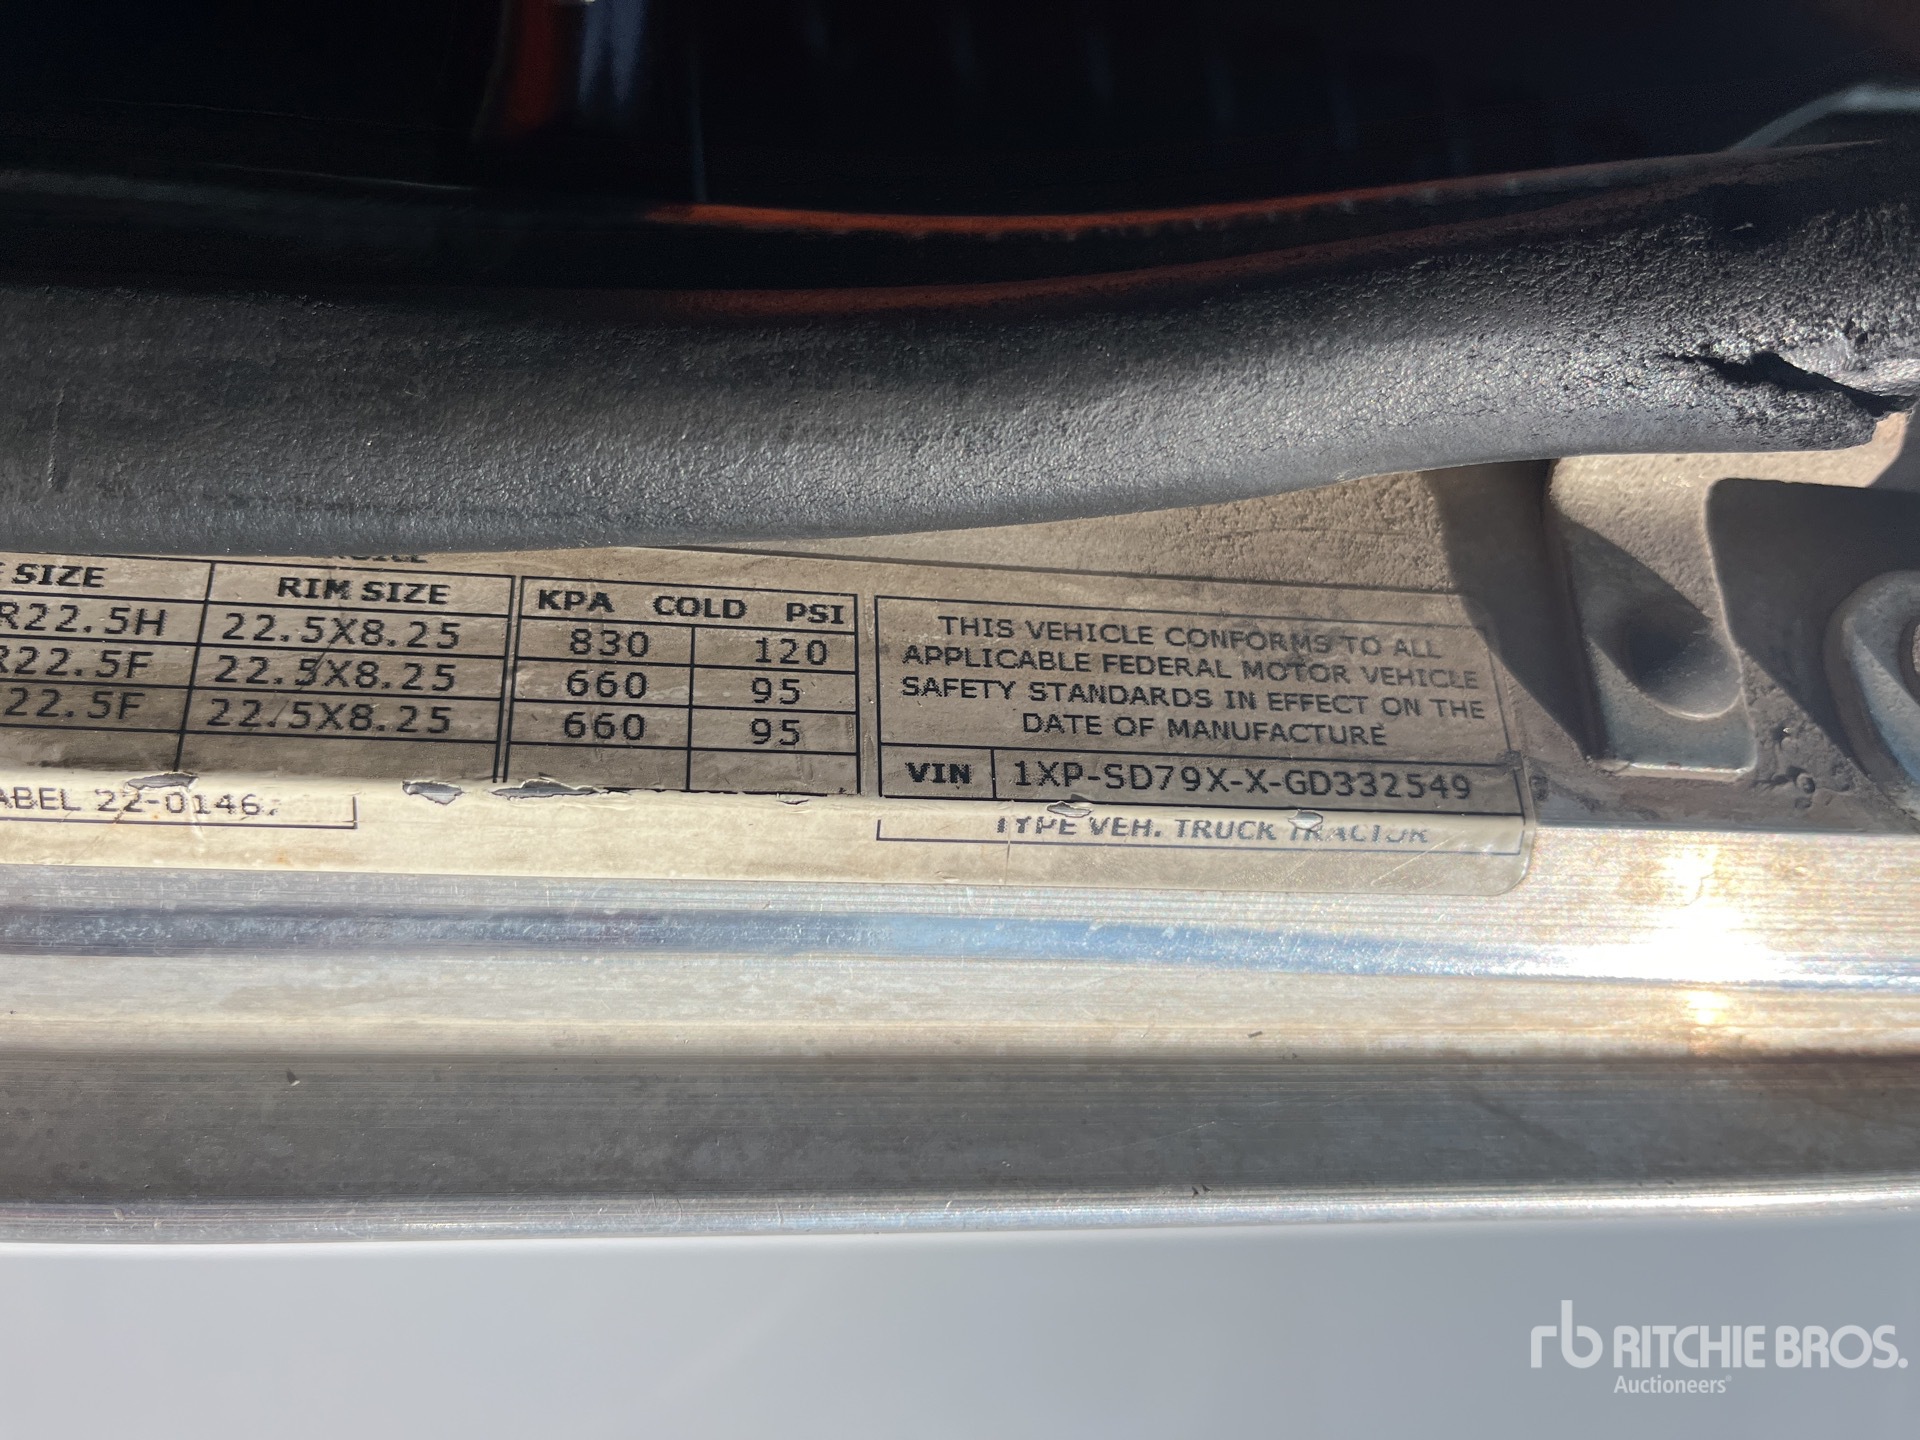 SIZE RIM SIZE KPA COLD PSI
R22.5H 22.5X8.25 830 120
R22.5F 22.5X8.25 660 95
22.5F 22.5X8.25 660 95
THIS VEHICLE CONFORMS TO ALL
APPLICABLE FEDERAL MOTOR VEHICLE
SAFETY STANDARDS IN EFFECT ON THE
DATE OF MANUFACTURE
VIN 1XP-SD79X-X-GD332549
TYPE VEH. TRUCK TRACTOR
ABEL 22-0146
rb RITCHIE BROS.
Auctioneers